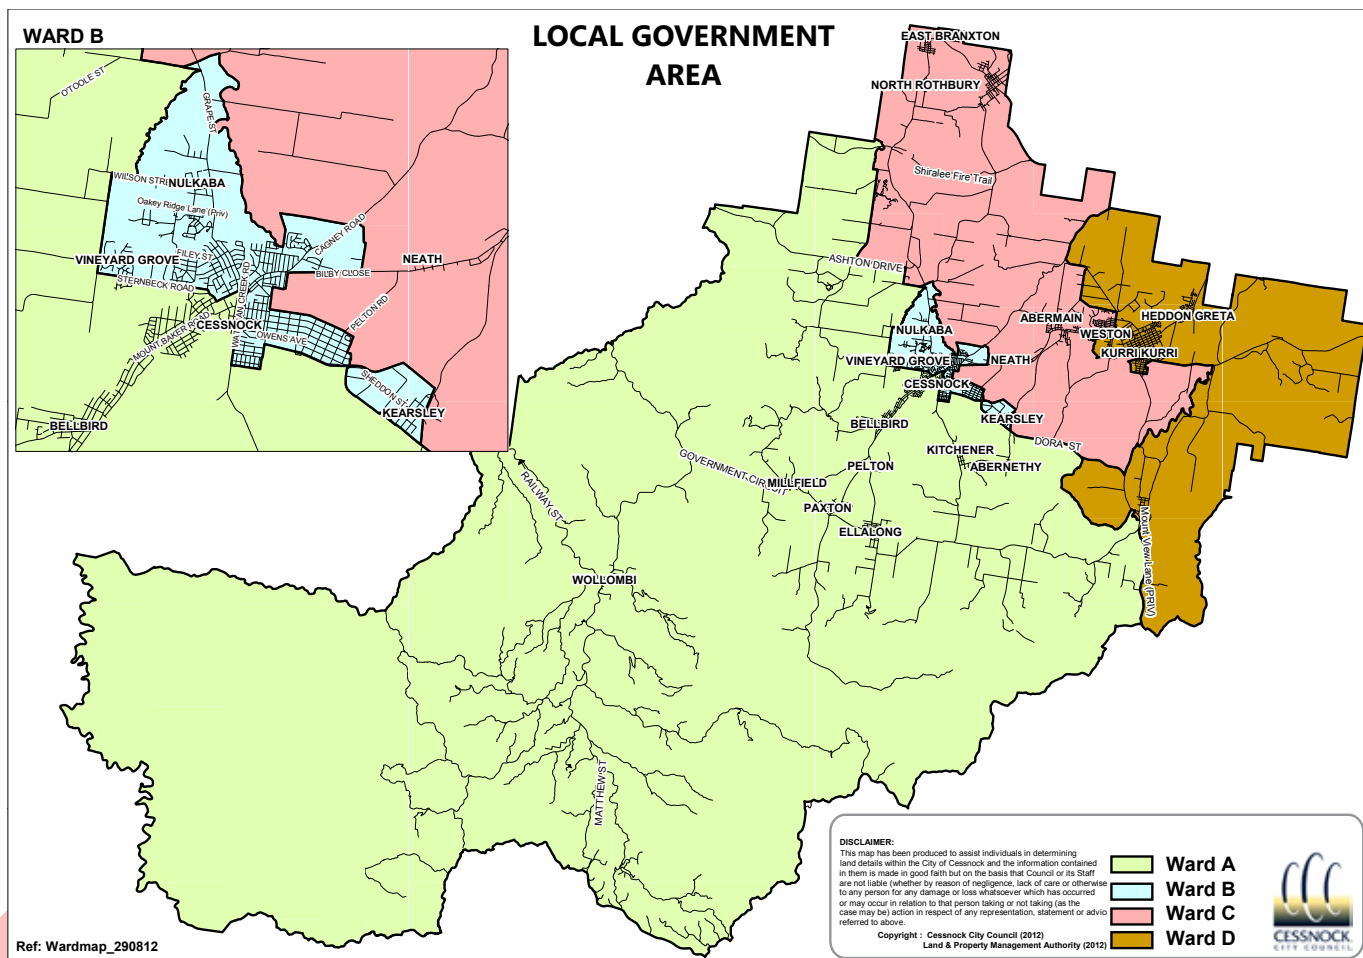 WARD B
LOCAL GOVERNMENT
AREA
O'TOOLE ST
GRAPE ST
WILSON STRE
NULKABA
Oakey Ridge Lane (Priv)
CAGNEY ROAD
FILEY ST
VINEYARD GROVE
NEATH
BILBY CLOSE
STERNBECK ROAD
PELTON RD
CESSNOCK
MOUNT BAKER ROAD
OWENS AVE
SHEDDON ST
KEARSLEY
BELLBIRD
EAST BRANXTON
NORTH ROTHBURY
Shiralee Fire Trail
ASHTON DRIVE
HEDDON GRETA
ABERMAIN
NULKABA
WESTON
KURRI KURRI
VINEYARD GROVE
NEATH
CESSNOCK
KEARSLEY
BELLBIRD
DORA ST
KITCHENER
GOVERNMENT CIRCUIT
PELTON
ABERNETHY
RAILWAY ST
MILLFIELD
PAXTON
Mount View Lane (PRIV)
ELLALONG
WOLLOMBI
MATTHEW ST
DISCLAIMER:
This map has been produced to assist individuals in determining
land details within the City of Cessnock and the information contained
in them is made in good faith but on the basis that Council or its Staff
are not liable (whether by reason of negligence, lack of care or otherwise
to any person for any damage or loss whatsoever which has occurred
or may occur in relation to that person taking or not taking (as the
case may be) action in respect of any representation, statement or advic
referred to above.
Copyright : Cessnock City Council (2012)
Land & Property Management Authority (2012)
Ward A
Ward B
Ward C
Ward D
CESSNOCK
CITY COUNCIL
Ref: Wardmap_290812